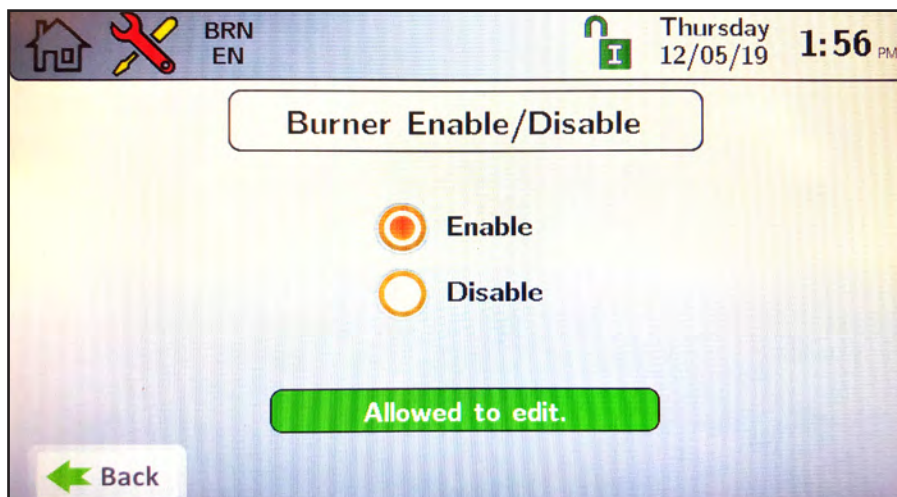 BRN
EN
I
Thursday
12/05/19
1:56 PM
Burner Enable/Disable
Enable
Disable
Allowed to edit.
Back